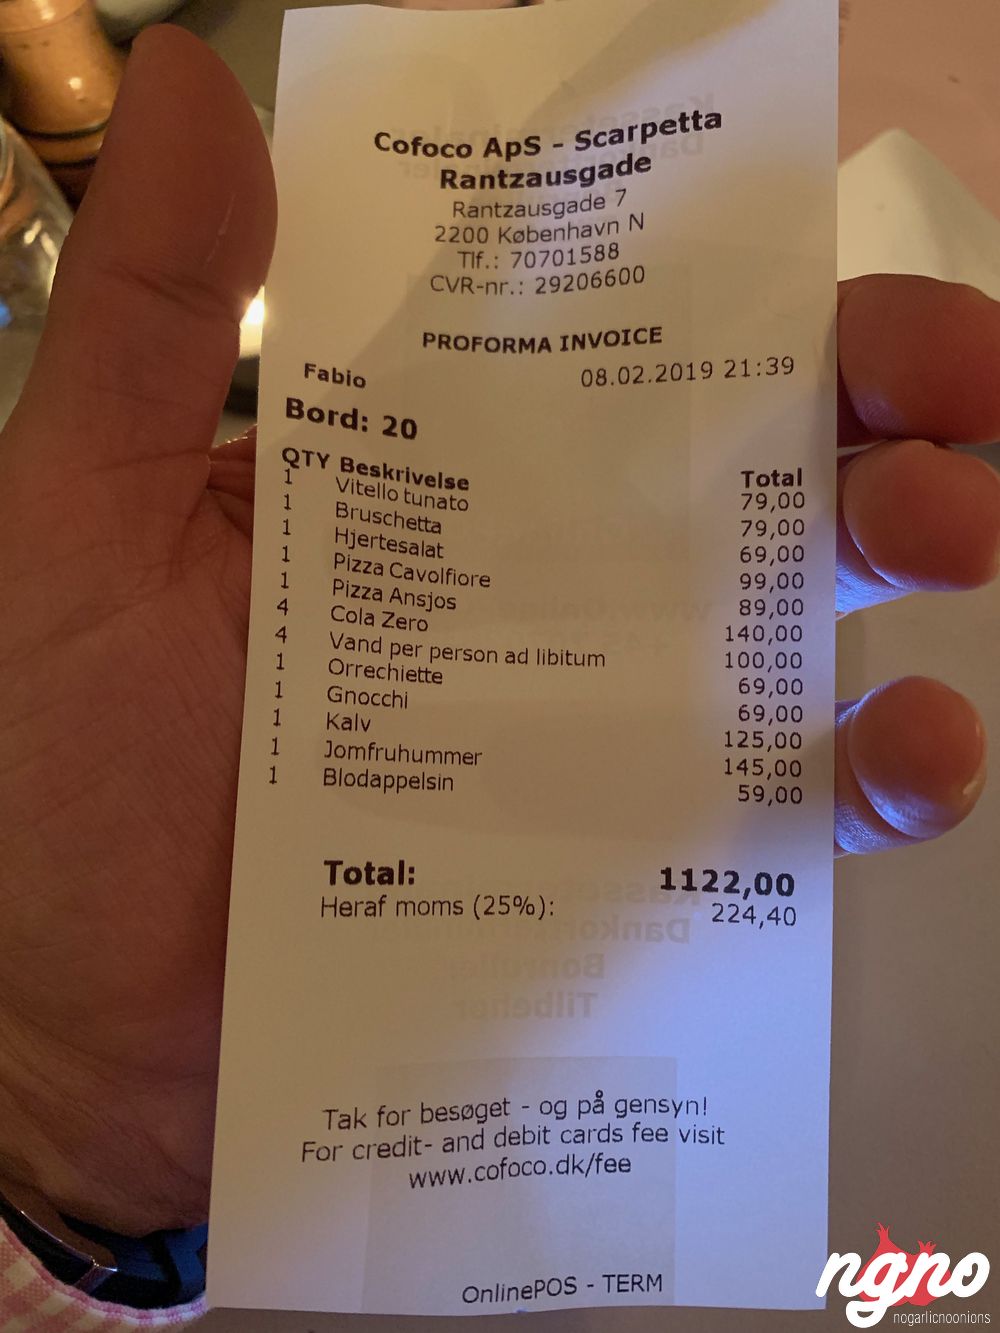 Cofoco ApS - Scarpetta
Rantzausgade
Rantzausgade 7
2200 København N
Tlf.: 70701588
CVR-nr.: 29206600
PROFORMA INVOICE
Fabio 08.02.2019 21:39
Bord: 20
QTY Beskrivelse Total
1 Vitello tunato 79,00
1 Bruschetta 79,00
1 Hjertesalat 69,00
1 Pizza Cavolfiore 99,00
1 Pizza Ansjos 89,00
4 Cola Zero 140,00
4 Vand per person ad libitum 100,00
1 Orrechiette 69,00
1 Gnocchi 69,00
1 Kalv 125,00
1 Jomfruhummer 145,00
1 Blodappelsin 59,00
Total: 1122,00
Heraf moms (25%): 224,40
Tak for besøget - og på gensyn!
For credit- and debit cards fee visit
www.cofoco.dk/fee
OnlinePOS - TERM
ngno
nogarlicnoonions